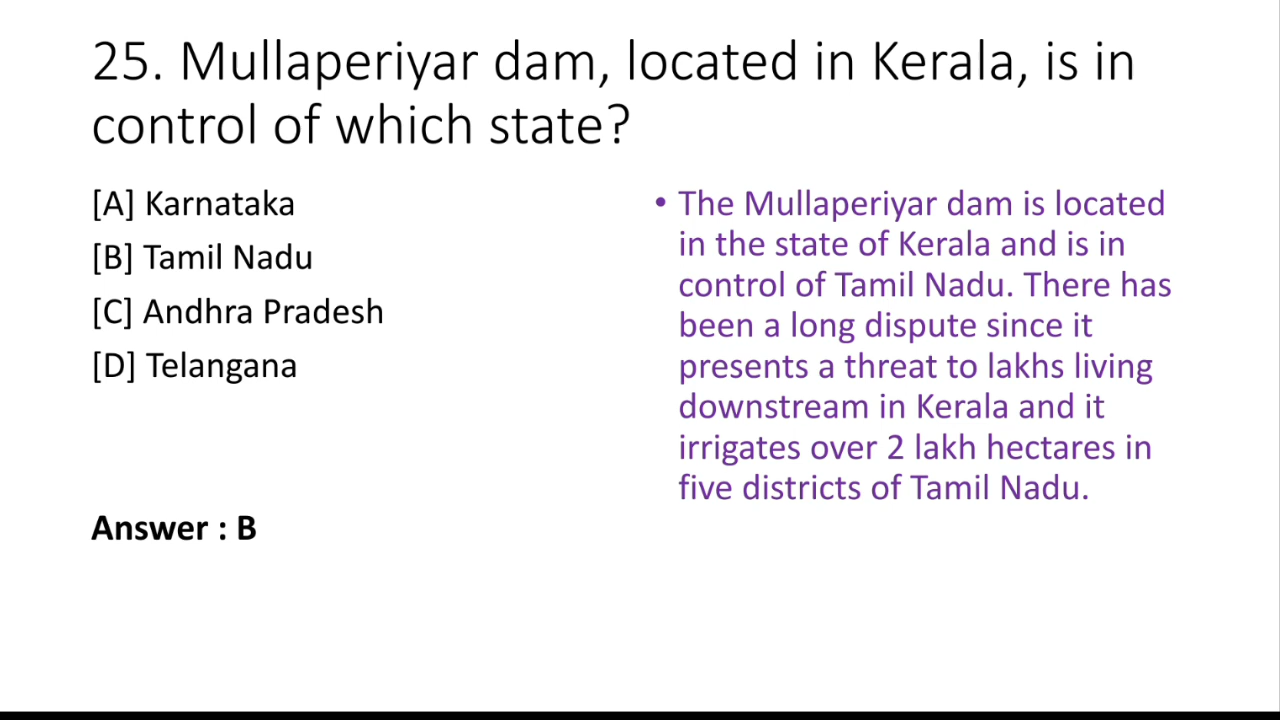 25. Mullaperiyar dam, located in Kerala, is in
control of which state?
[A] Karnataka
[B] Tamil Nadu
[C] Andhra Pradesh
[D] Telangana
Answer : B
• The Mullaperiyar dam is located
in the state of Kerala and is in
control of Tamil Nadu. There has
been a long dispute since it
presents a threat to lakhs living
downstream in Kerala and it
irrigates over 2 lakh hectares in
five districts of Tamil Nadu.